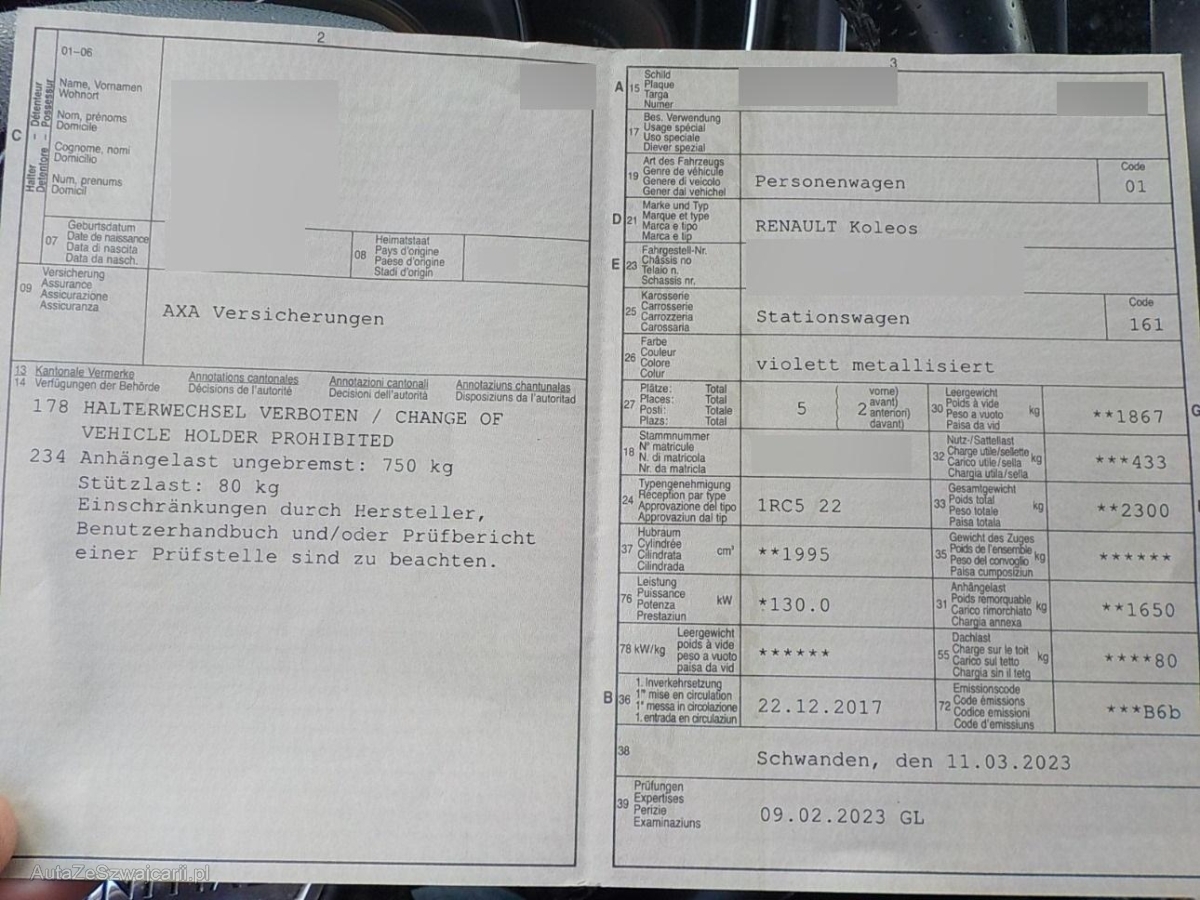 2
01-06
C
Halter Détenteur
Detentore Possessur
Name, Vornamen
Wohnort
Nom, prénoms
Domicile
Cognome, nomi
Domicilio
Num, prenums
Domicil
07
Geburtsdatum
Date de naissance
Data di nascita
Data da nasch.
08
Heimatstaat
Pays d'origine
Paese d'origine
Stadi d'origin
09
Versicherung
Assurance
Assicurazione
Assicuranza
AXA Versicherungen
13 Kantonale Vermerke Annotations cantonales Annotazioni cantonali Annotaziuns chantunalas
14 Verfügungen der Behörde Décisions de l'autorité Decisioni dell'autorità Disposiziuns da l'autoritad
178 HALTERWECHSEL VERBOTEN / CHANGE OF
VEHICLE HOLDER PROHIBITED
234 Anhängelast ungebremst: 750 kg
Stützlast: 80 kg
Einschränkungen durch Hersteller,
Benutzerhandbuch und/oder Prüfbericht
einer Prüfstelle sind zu beachten.
AutaZeSzwajcarii.pl
3
A 15
Schild
Plaque
Targa
Numer
17
Bes. Verwendung
Usage spécial
Uso speciale
Diever spezial
19
Art des Fahrzeugs
Genre de véhicule
Genere di veicolo
Gener dal vehichel
Personenwagen
Code
01
D 21
Marke und Typ
Marque et type
Marca e tipo
Marca e tip
RENAULT Koleos
E 23
Fahrgestell-Nr.
Châssis no
Telaio n.
Schassis nr.
25
Karosserie
Carrosserie
Carrozzeria
Carossaria
Stationswagen
Code
161
26
Farbe
Couleur
Colore
Colur
violett metallisiert
27
Plätze: Total
Places: Total
Posti: Totale
Plazs: Total
5
2
vorne)
avant)
anteriori)
davant)
30
Leergewicht
Poids à vide
Peso a vuoto
Paisa da vid
kg
**1867
G
18
Stammnummer
N° matricule
N. di matricola
Nr. da matricla
32
Nutz-/Sattellast
Charge utile/sellette
Carico utile/sella
Chargia utila/sella
kg
***433
24
Typengenehmigung
Réception par type
Approvazione del tipo
Approvaziun dal tip
1RC5 22
33
Gesamtgewicht
Poids total
Peso totale
Paisa totala
kg
**2300
37
Hubraum
Cylindrée
Cilindrata
Cilindrada
cm³
**1995
35
Gewicht des Zuges
Poids de l'ensemble
Peso del convoglio
Paisa cumposiziun
kg
******
76
Leistung
Puissance
Potenza
Prestaziun
kW
*130.0
31
Anhängelast
Poids remorquable
Carico rimorchiato
Chargia annexa
kg
**1650
78 kW/kg
Leergewicht
poids à vide
peso a vuoto
paisa da vid
******
55
Dachlast
Charge sur le toit
Carico sul tetto
Chargia sin il tetg
kg
****80
B 36
1. Inverkehrsetzung
1re mise en circulation
1a messa in circolazione
1. entrada en circulaziun
22.12.2017
72
Emissionscode
Code émissions
Codice emissioni
Code d'emissiuns
***B6b
38
Schwanden, den 11.03.2023
39
Prüfungen
Expertises
Perizie
Examinaziuns
09.02.2023 GL